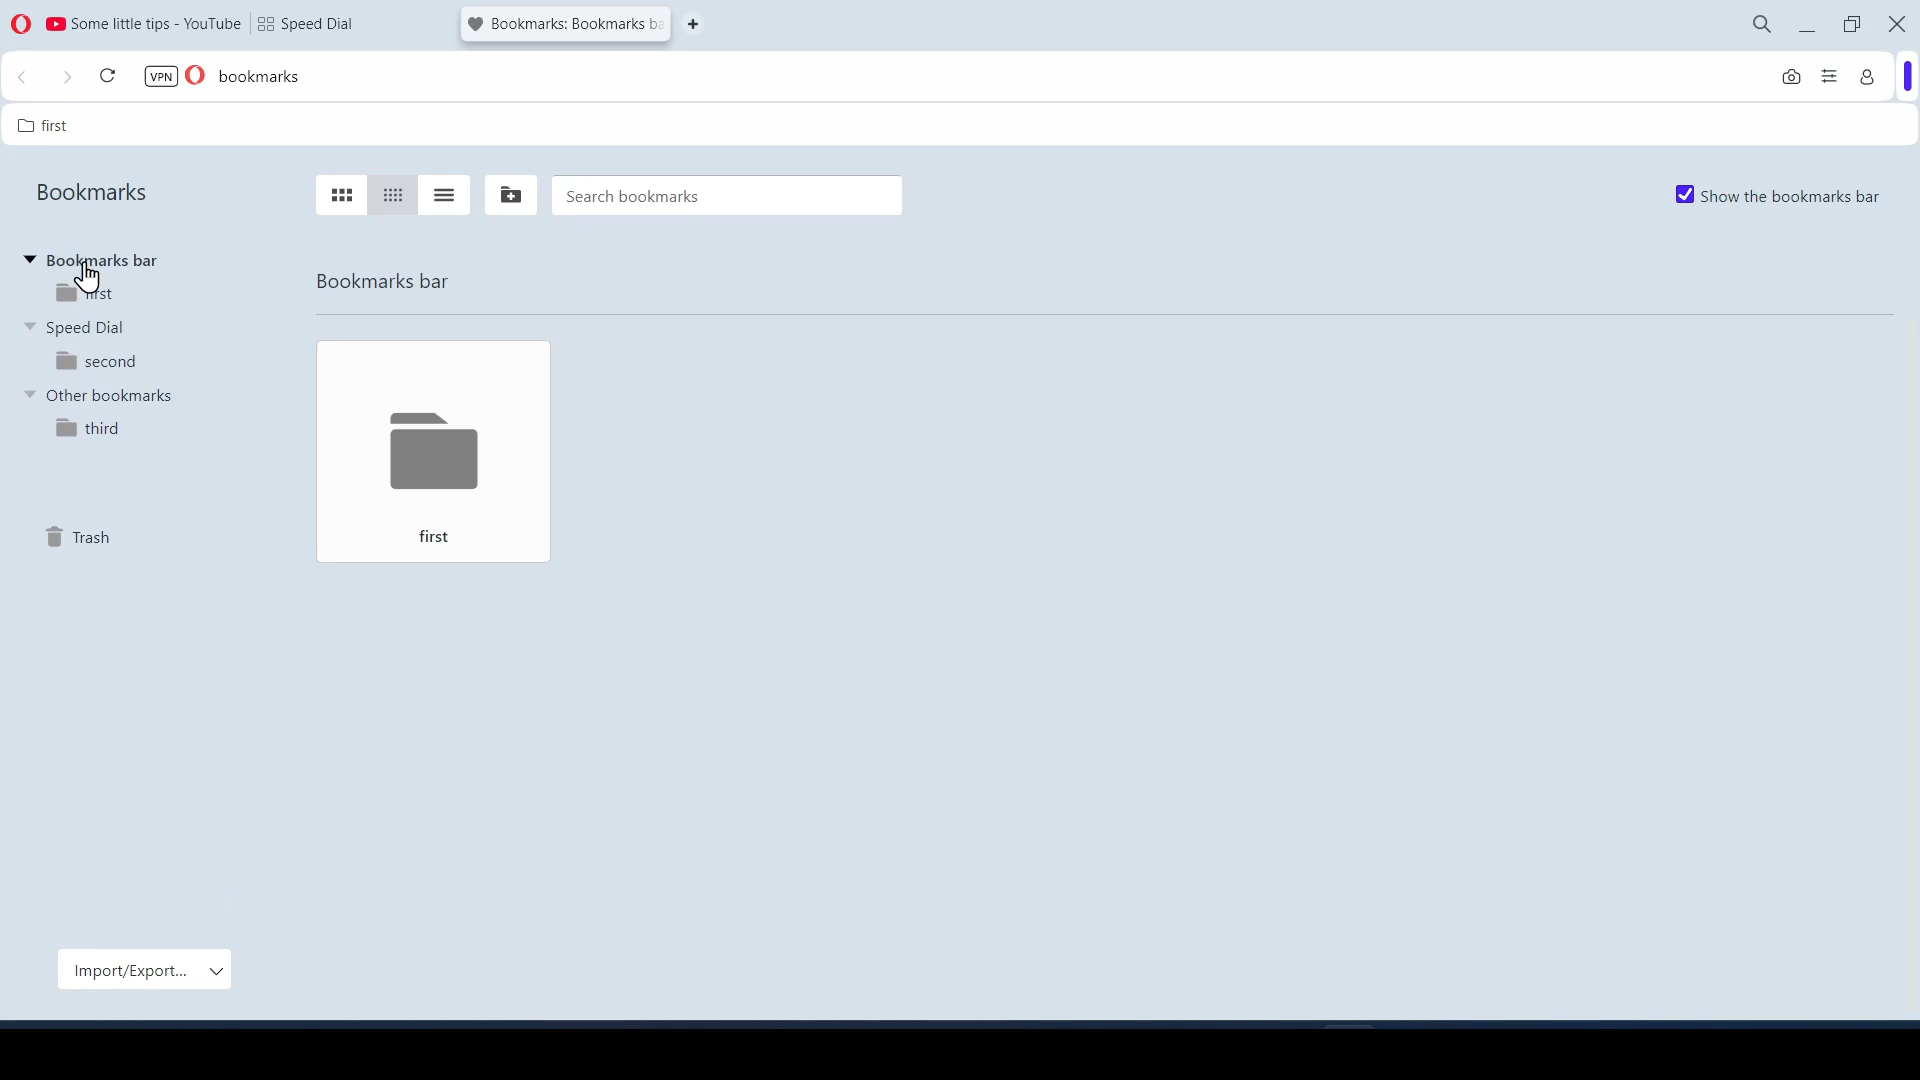 Some little tips - YouTube
Speed Dial
Bookmarks: Bookmarks ba
VPN
bookmarks
first
Bookmarks
Search bookmarks
Show the bookmarks bar
Bookmarks bar
first
Speed Dial
second
Other bookmarks
third
Trash
Import/Export...
Bookmarks bar
first